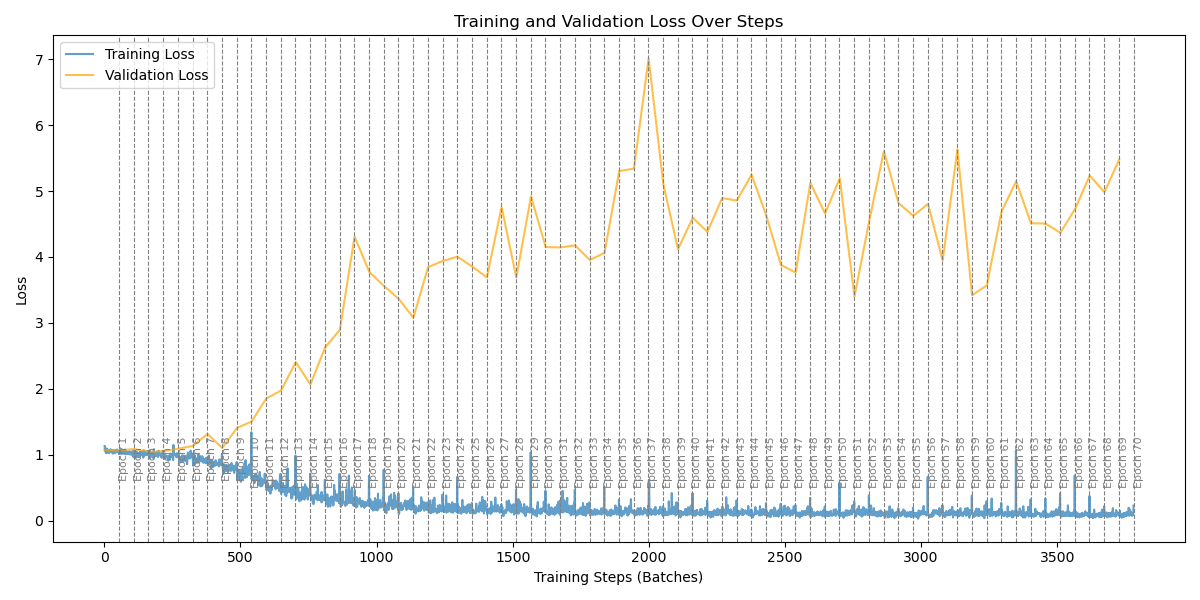 Training and Validation Loss Over Steps
Training Loss
Validation Loss
7
6
5
4
3
2
1
0
Loss
Epoch 1
Epoch 2
Epoch 3
Epoch 4
Epoch 5
Epoch 6
Epoch 7
Epoch 8
Epoch 9
Epoch 10
Epoch 11
Epoch 12
Epoch 13
Epoch 14
Epoch 15
Epoch 16
Epoch 17
Epoch 18
Epoch 19
Epoch 20
Epoch 21
Epoch 22
Epoch 23
Epoch 24
Epoch 25
Epoch 26
Epoch 27
Epoch 28
Epoch 29
Epoch 30
Epoch 31
Epoch 32
Epoch 33
Epoch 34
Epoch 35
Epoch 36
Epoch 37
Epoch 38
Epoch 39
Epoch 40
Epoch 41
Epoch 42
Epoch 43
Epoch 44
Epoch 45
Epoch 46
Epoch 47
Epoch 48
Epoch 49
Epoch 50
Epoch 51
Epoch 52
Epoch 53
Epoch 54
Epoch 55
Epoch 56
Epoch 57
Epoch 58
Epoch 59
Epoch 60
Epoch 61
Epoch 62
Epoch 63
Epoch 64
Epoch 65
Epoch 66
Epoch 67
Epoch 68
Epoch 69
Epoch 70
0 500 1000 1500 2000 2500 3000 3500
Training Steps (Batches)